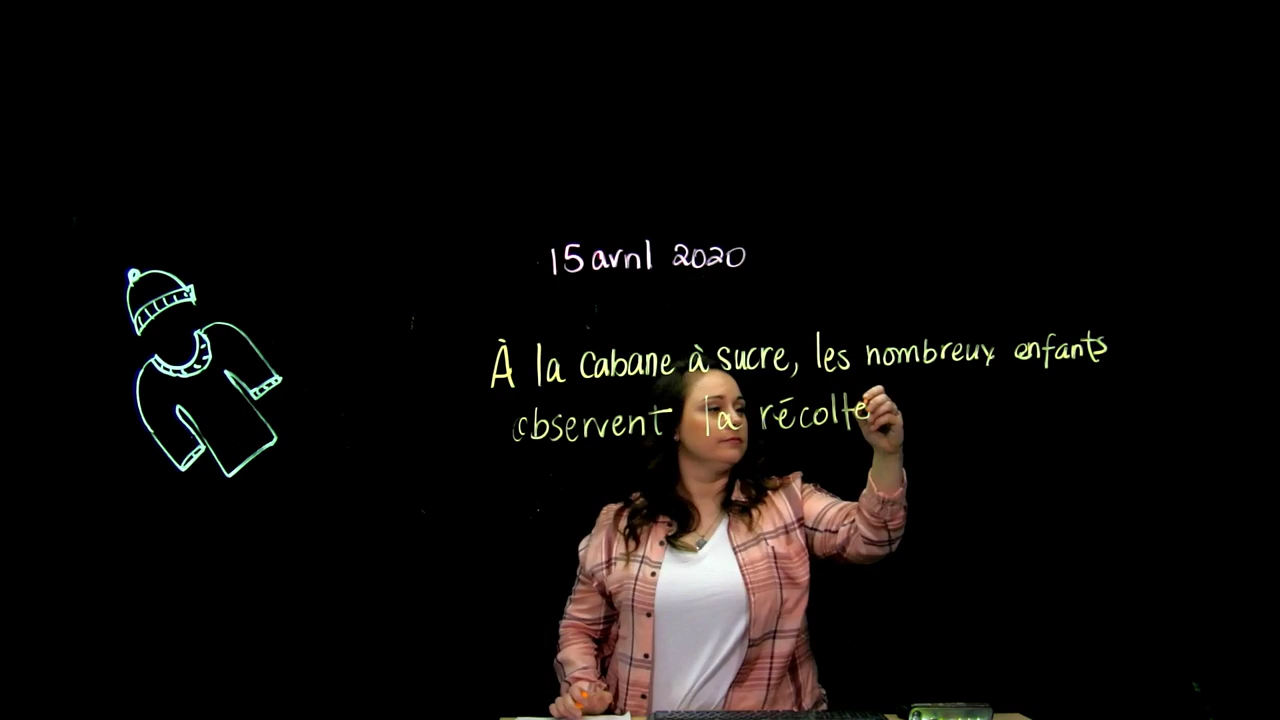 15 avril 2020
À la cabane à sucre, les nombreux enfants
observent la récolte